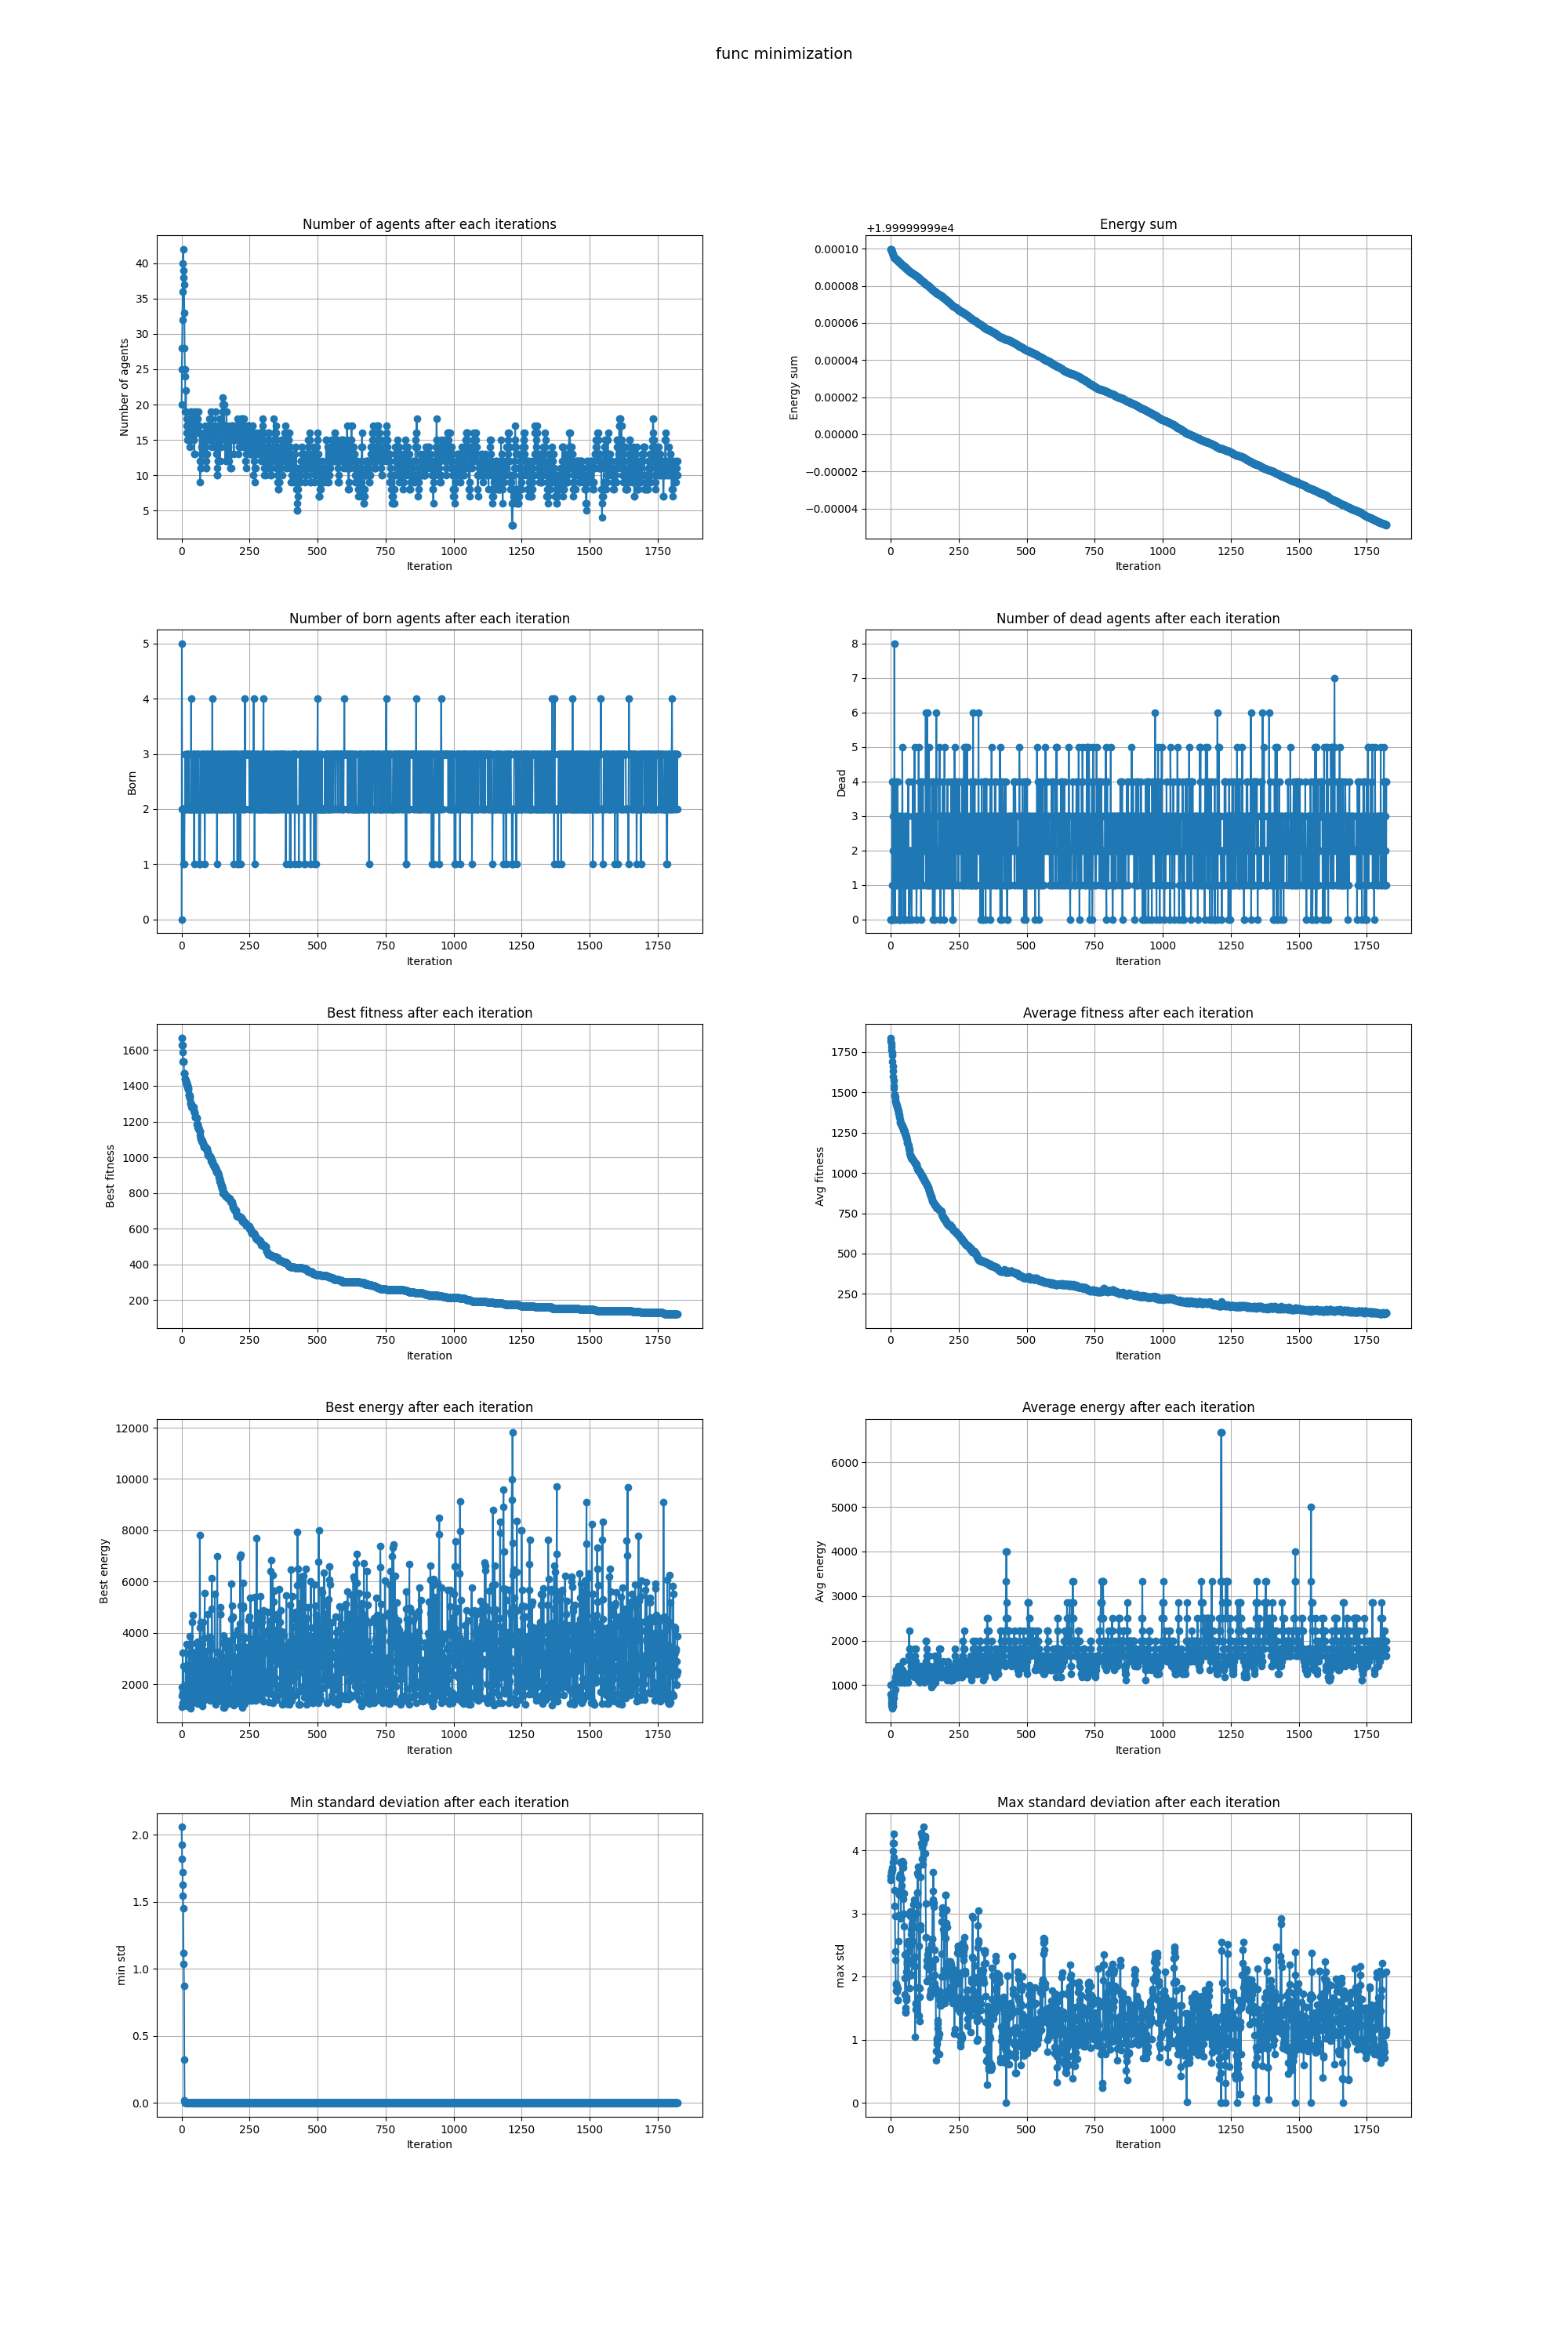 func minimization
Number of agents after each iterations
Number of agents
40
35
30
25
20
15
10
5
0 250 500 750 1000 1250 1500 1750
Iteration
Energy sum
+1.99999999e4
Energy sum
0.00010
0.00008
0.00006
0.00004
0.00002
0.00000
−0.00002
−0.00004
0 250 500 750 1000 1250 1500 1750
Iteration
Number of born agents after each iteration
Born
5
4
3
2
1
0
0 250 500 750 1000 1250 1500 1750
Iteration
Number of dead agents after each iteration
Dead
8
7
6
5
4
3
2
1
0
0 250 500 750 1000 1250 1500 1750
Iteration
Best fitness after each iteration
Best fitness
1600
1400
1200
1000
800
600
400
200
0 250 500 750 1000 1250 1500 1750
Iteration
Average fitness after each iteration
Avg fitness
1750
1500
1250
1000
750
500
250
0 250 500 750 1000 1250 1500 1750
Iteration
Best energy after each iteration
Best energy
12000
10000
8000
6000
4000
2000
0 250 500 750 1000 1250 1500 1750
Iteration
Average energy after each iteration
Avg energy
6000
5000
4000
3000
2000
1000
0 250 500 750 1000 1250 1500 1750
Iteration
Min standard deviation after each iteration
min std
2.0
1.5
1.0
0.5
0.0
0 250 500 750 1000 1250 1500 1750
Iteration
Max standard deviation after each iteration
max std
4
3
2
1
0
0 250 500 750 1000 1250 1500 1750
Iteration